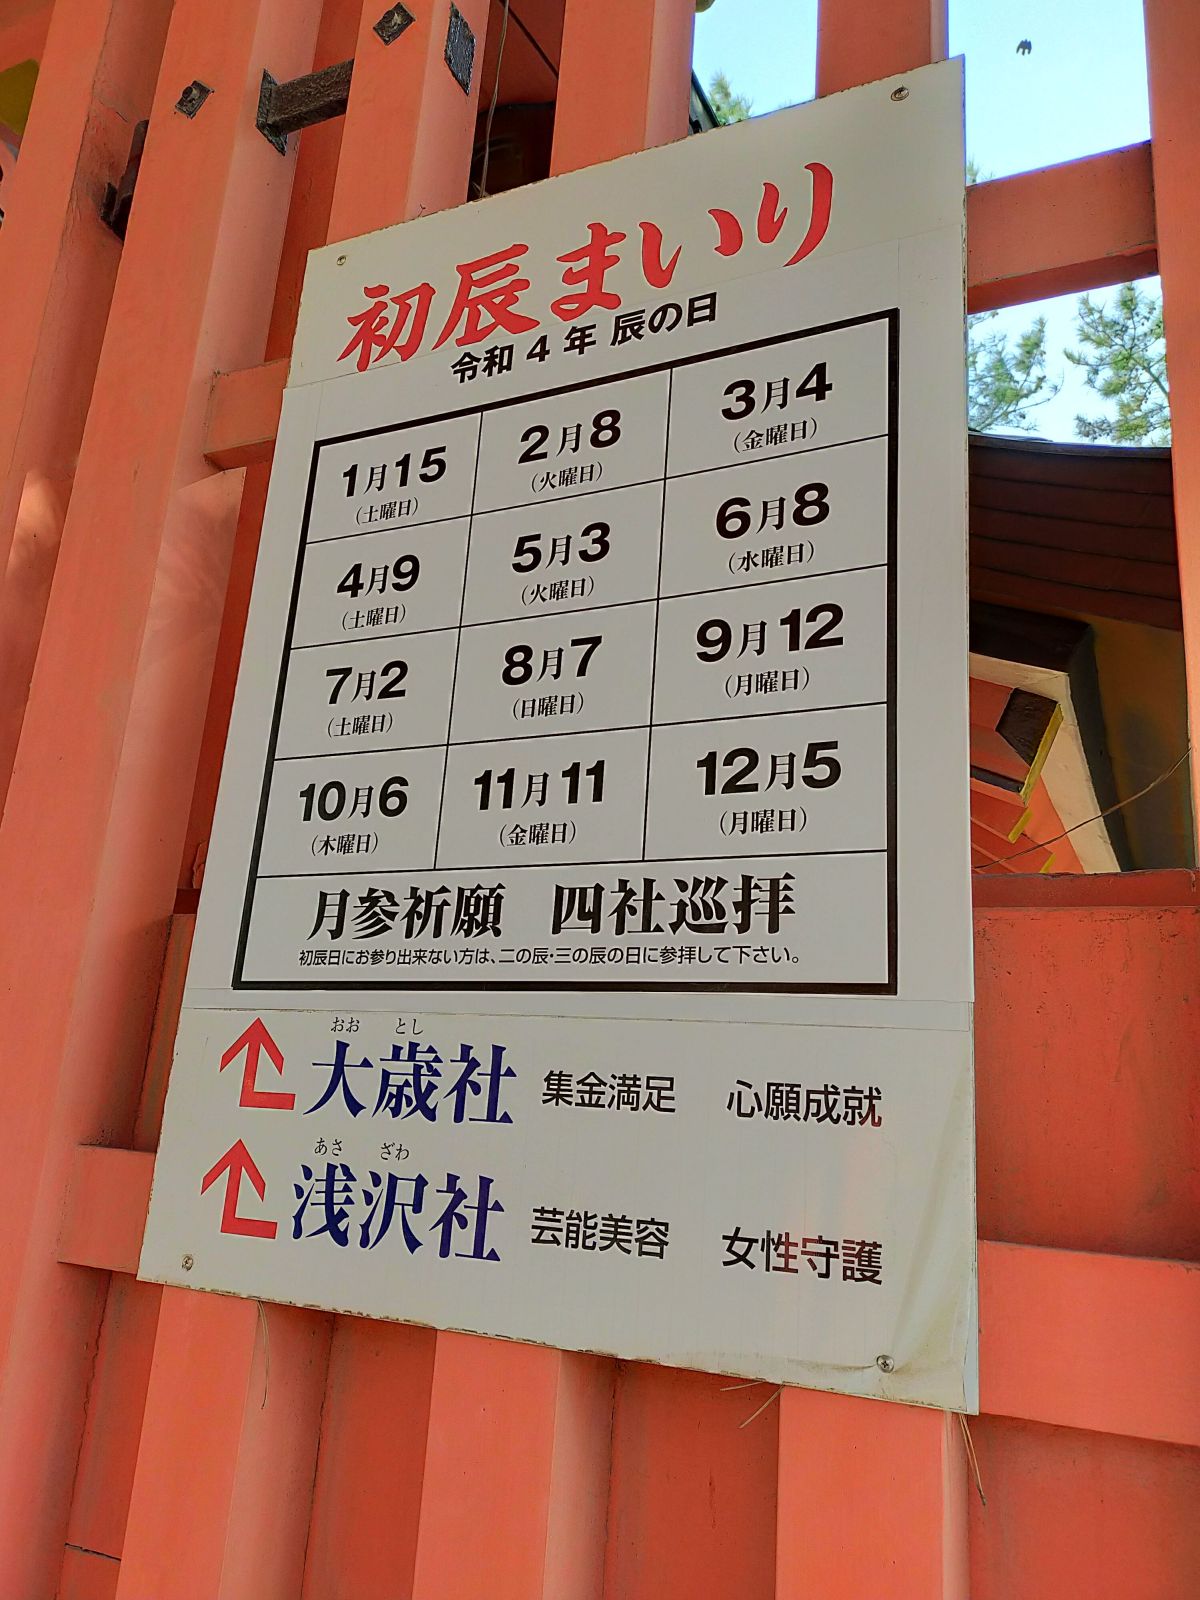 初辰まいり
令和4年 辰の日
1月15 2月8 3月4
(土曜日) (火曜日) (金曜日)
4月9 5月3 6月8
(土曜日) (火曜日) (水曜日)
7月2 8月7 9月12
(土曜日) (日曜日) (月曜日)
10月6 11月11 12月5
(木曜日) (金曜日) (月曜日)
月参祈願 四社巡拝
初辰日にお参り出来ない方は、二の辰・三の辰の日に参拝して下さい。
おお とし
大歳社 集金満足 心願成就
あさ ざわ
浅沢社 芸能美容 女性守護